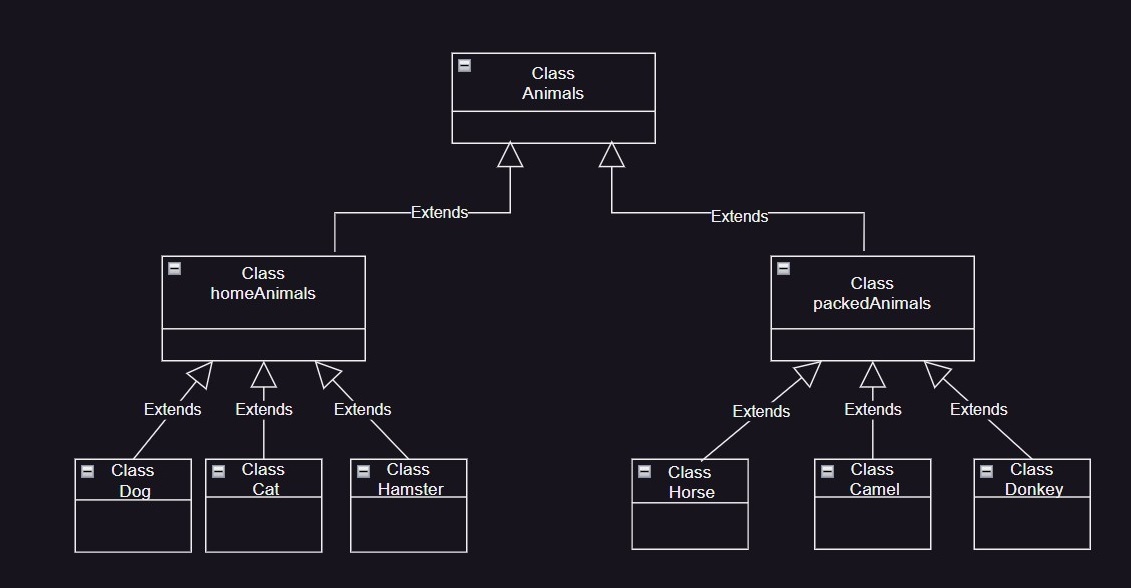 Class
Animals
Extends
Extends
Class
homeAnimals
Class
packedAnimals
Extends
Extends
Extends
Extends
Extends
Extends
Class
Dog
Class
Cat
Class
Hamster
Class
Horse
Class
Camel
Class
Donkey